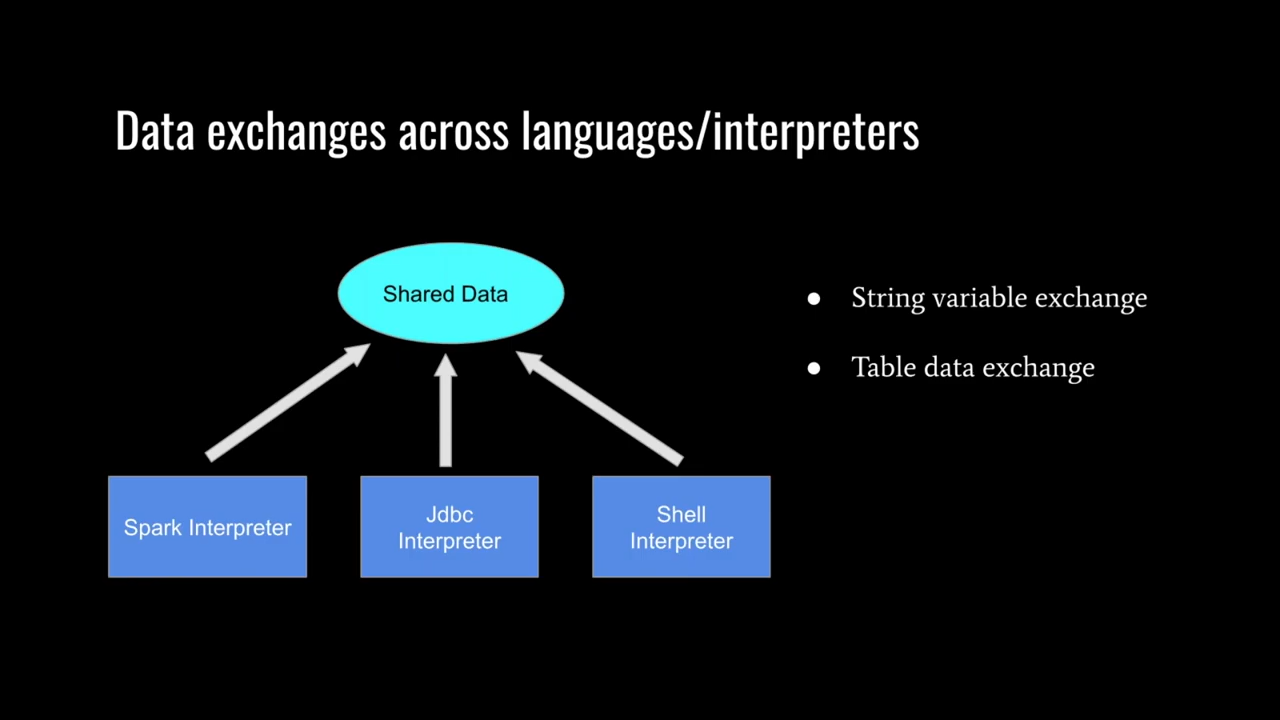 Data exchanges across languages/interpreters
Shared Data
● String variable exchange
● Table data exchange
Spark Interpreter
Jdbc
Interpreter
Shell
Interpreter